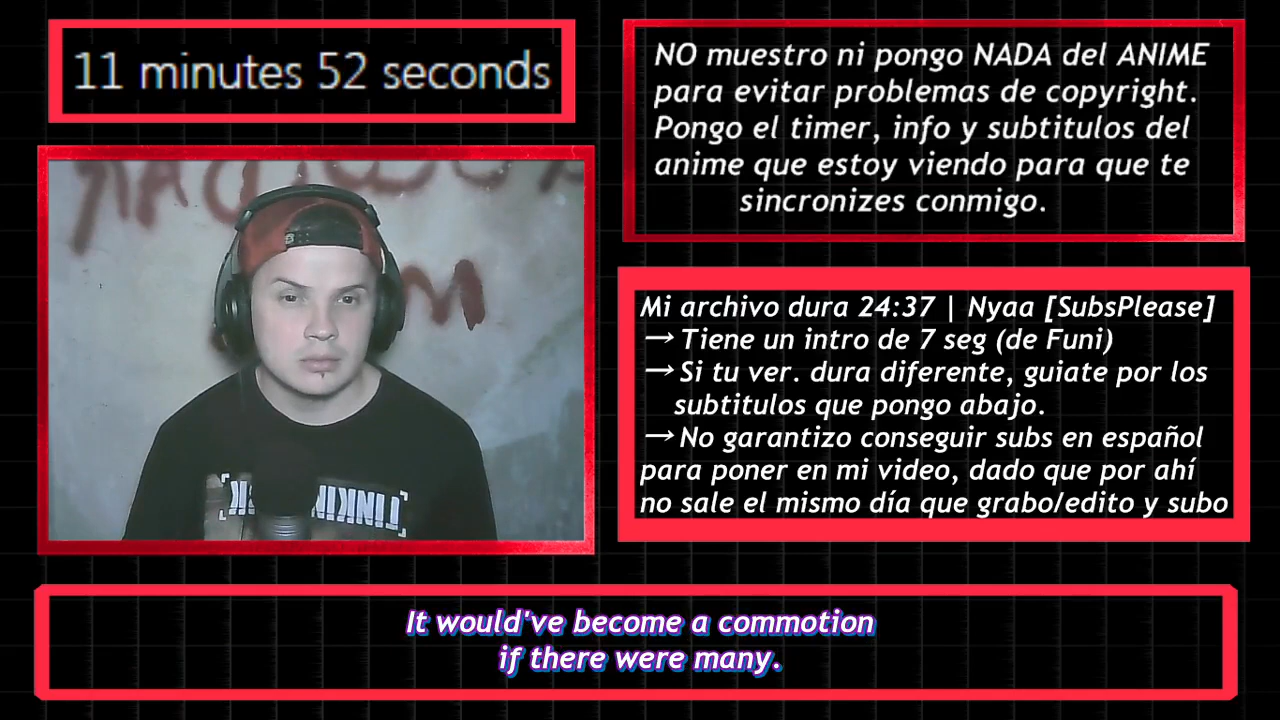 11 minutes 52 seconds
NO muestro ni pongo NADA del ANIME
para evitar problemas de copyright.
Pongo el timer, info y subtitulos del
anime que estoy viendo para que te
sincronizes conmigo.
Mi archivo dura 24:37 | Nyaa [SubsPlease]
→ Tiene un intro de 7 seg (de Funi)
→ Si tu ver. dura diferente, guiate por los
subtitulos que pongo abajo.
→ No garantizo conseguir subs en español
para poner en mi video, dado que por ahí
no sale el mismo día que grabo/edito y subo
It would've become a commotion
if there were many.